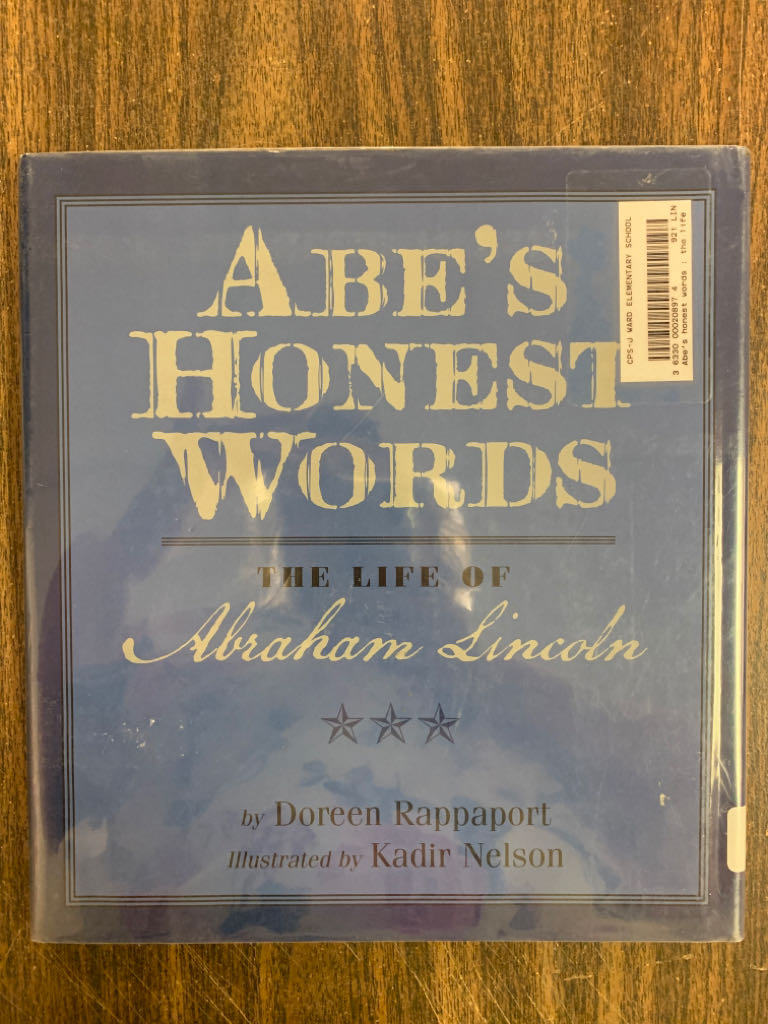 ABE'S
HONEST
WORDS
THE LIFE OF
Abraham Lincoln
by Doreen Rappaport
Illustrated by Kadir Nelson
CPS-J WARD ELEMENTARY SCHOOL
3 6330 00020897 4 921 LIN
Abe's honest words : the life